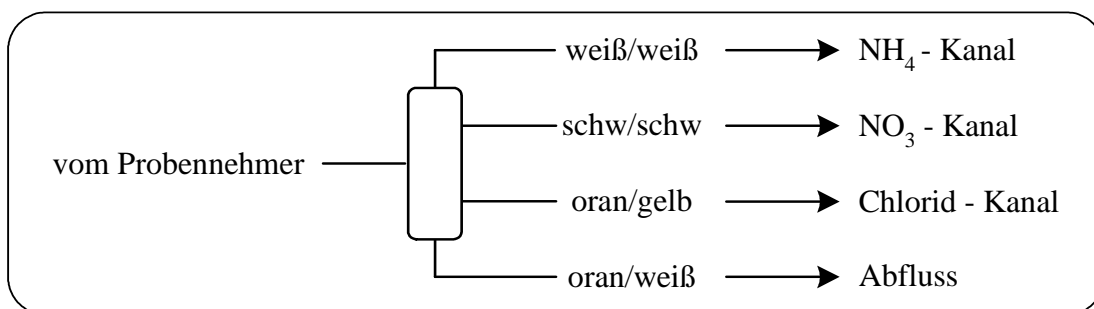 weiß/weiß NH4 - Kanal
schw/schw NO3 - Kanal
vom Probennehmer
oran/gelb Chlorid - Kanal
oran/weiß Abfluss